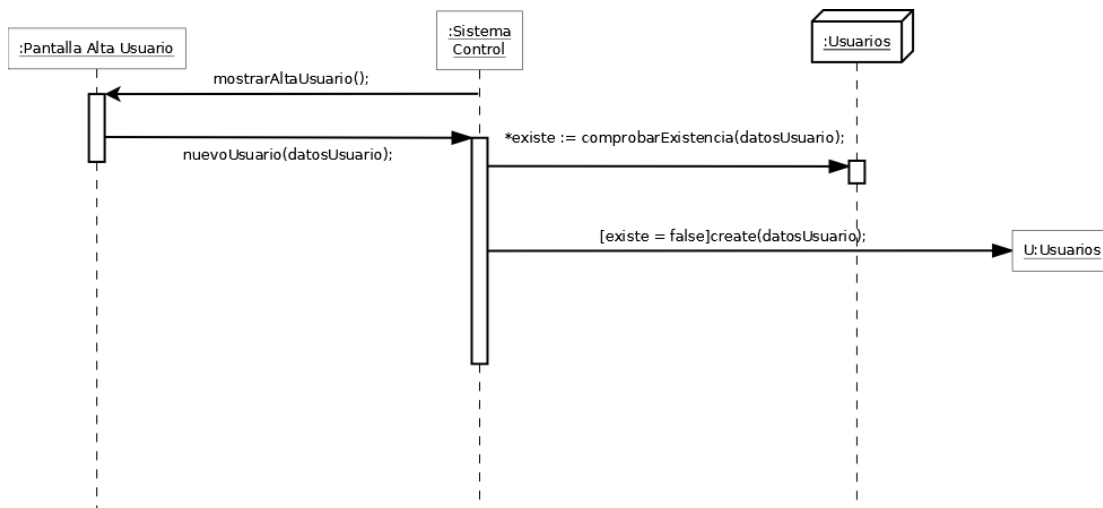 :Pantalla Alta Usuario
:Sistema
Control
:Usuarios
mostrarAltaUsuario();
nuevoUsuario(datosUsuario);
*existe := comprobarExistencia(datosUsuario);
[existe = false]create(datosUsuario);
U:Usuarios